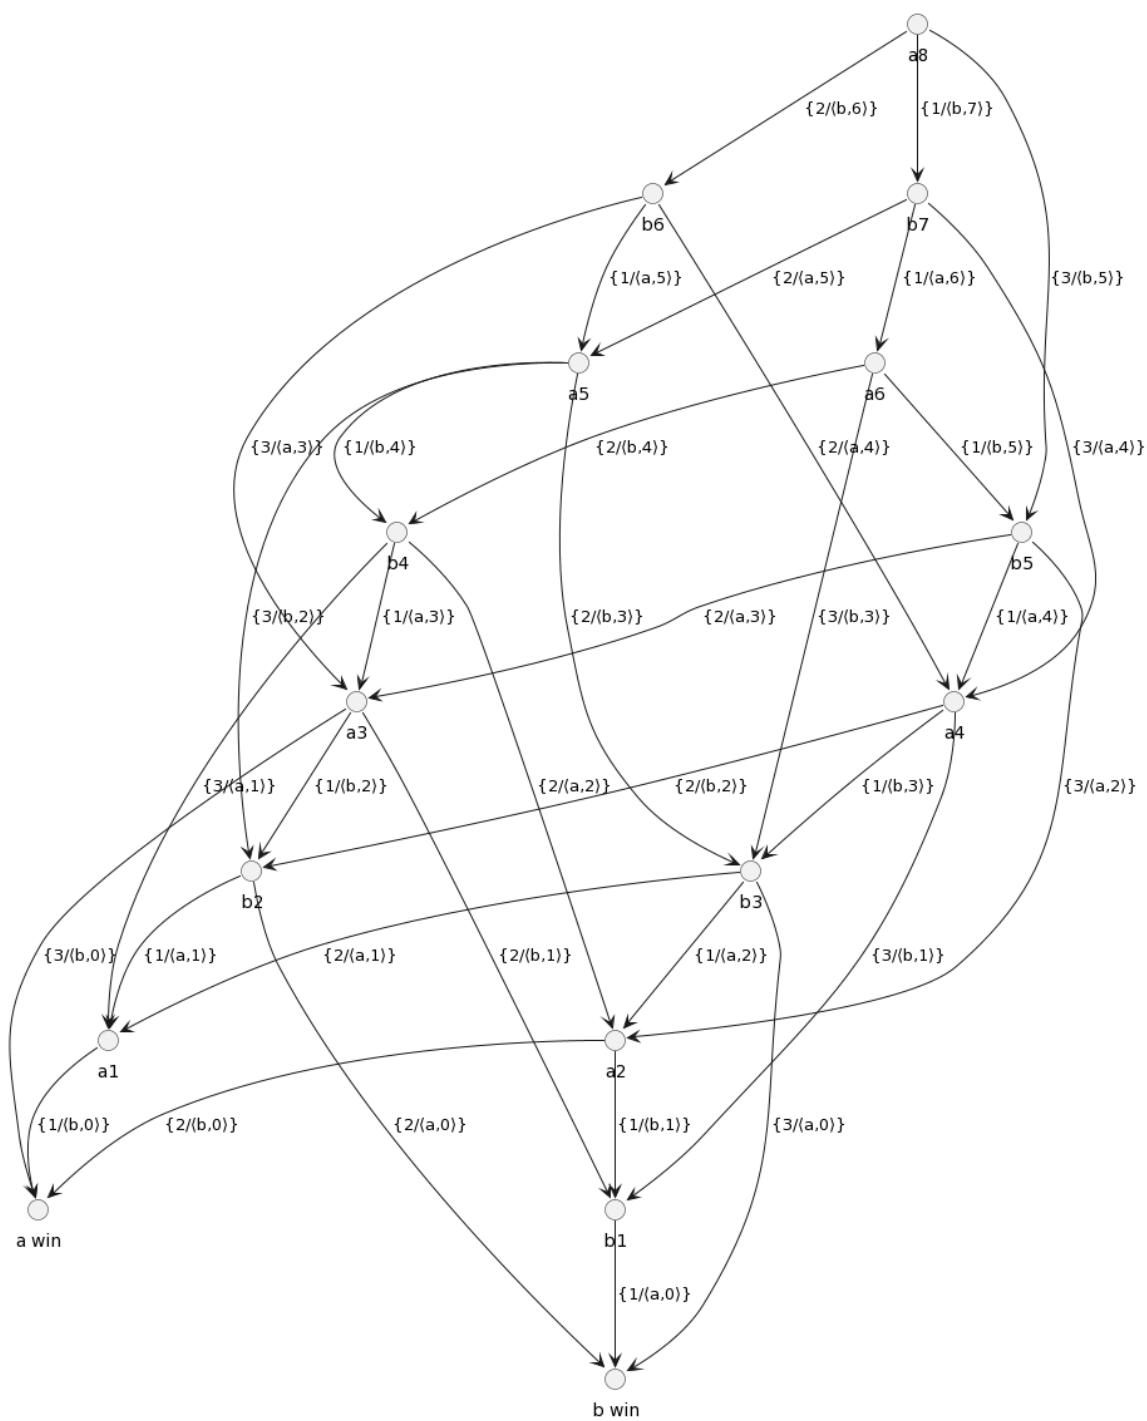 a8
{2/⟨b,6⟩}
{1/⟨b,7⟩}
b6
b7
{1/⟨a,5⟩}
{2/⟨a,5⟩}
{1/⟨a,6⟩}
{3/⟨b,5⟩}
a5
a6
{3/⟨a,3⟩}
{1/⟨b,4⟩}
{2/⟨b,4⟩}
{2/⟨a,4⟩}
{1/⟨b,5⟩}
{3/⟨a,4⟩}
b4
b5
{3/⟨b,2⟩}
{1/⟨a,3⟩}
{2/⟨b,3⟩}
{2/⟨a,3⟩}
{3/⟨b,3⟩}
{1/⟨a,4⟩}
a3
a4
{3/⟨a,1⟩}
{1/⟨b,2⟩}
{2/⟨a,2⟩}
{2/⟨b,2⟩}
{1/⟨b,3⟩}
{3/⟨a,2⟩}
b2
b3
{3/⟨b,0⟩}
{1/⟨a,1⟩}
{2/⟨a,1⟩}
{2/⟨b,1⟩}
{1/⟨a,2⟩}
{3/⟨b,1⟩}
a1
a2
{1/⟨b,0⟩}
{2/⟨b,0⟩}
{2/⟨a,0⟩}
{1/⟨b,1⟩}
{3/⟨a,0⟩}
a win
b1
{1/⟨a,0⟩}
b win